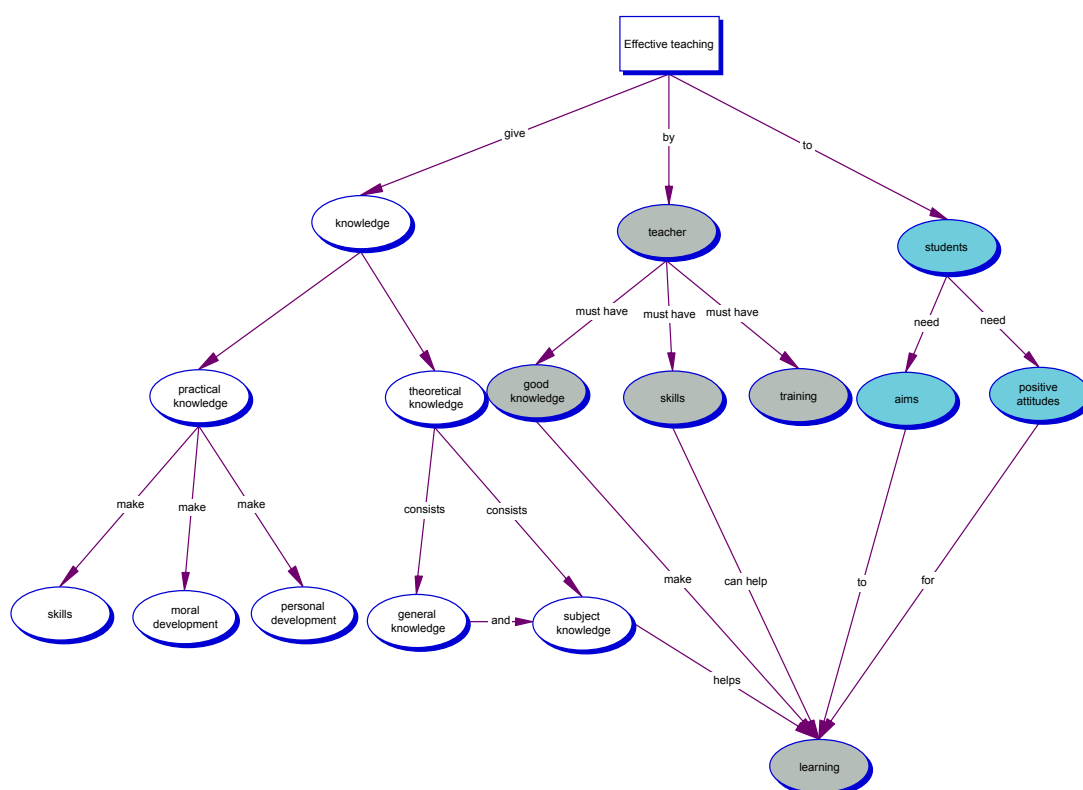 Effective teaching
give
by
to
knowledge
teacher
students
must have
must have
must have
need
need
practical
knowledge
theoretical
knowledge
good
knowledge
skills
training
aims
positive
attitudes
make
make
make
consists
consists
make
can help
to
for
skills
moral
development
personal
development
general
knowledge
and
subject
knowledge
helps
learning